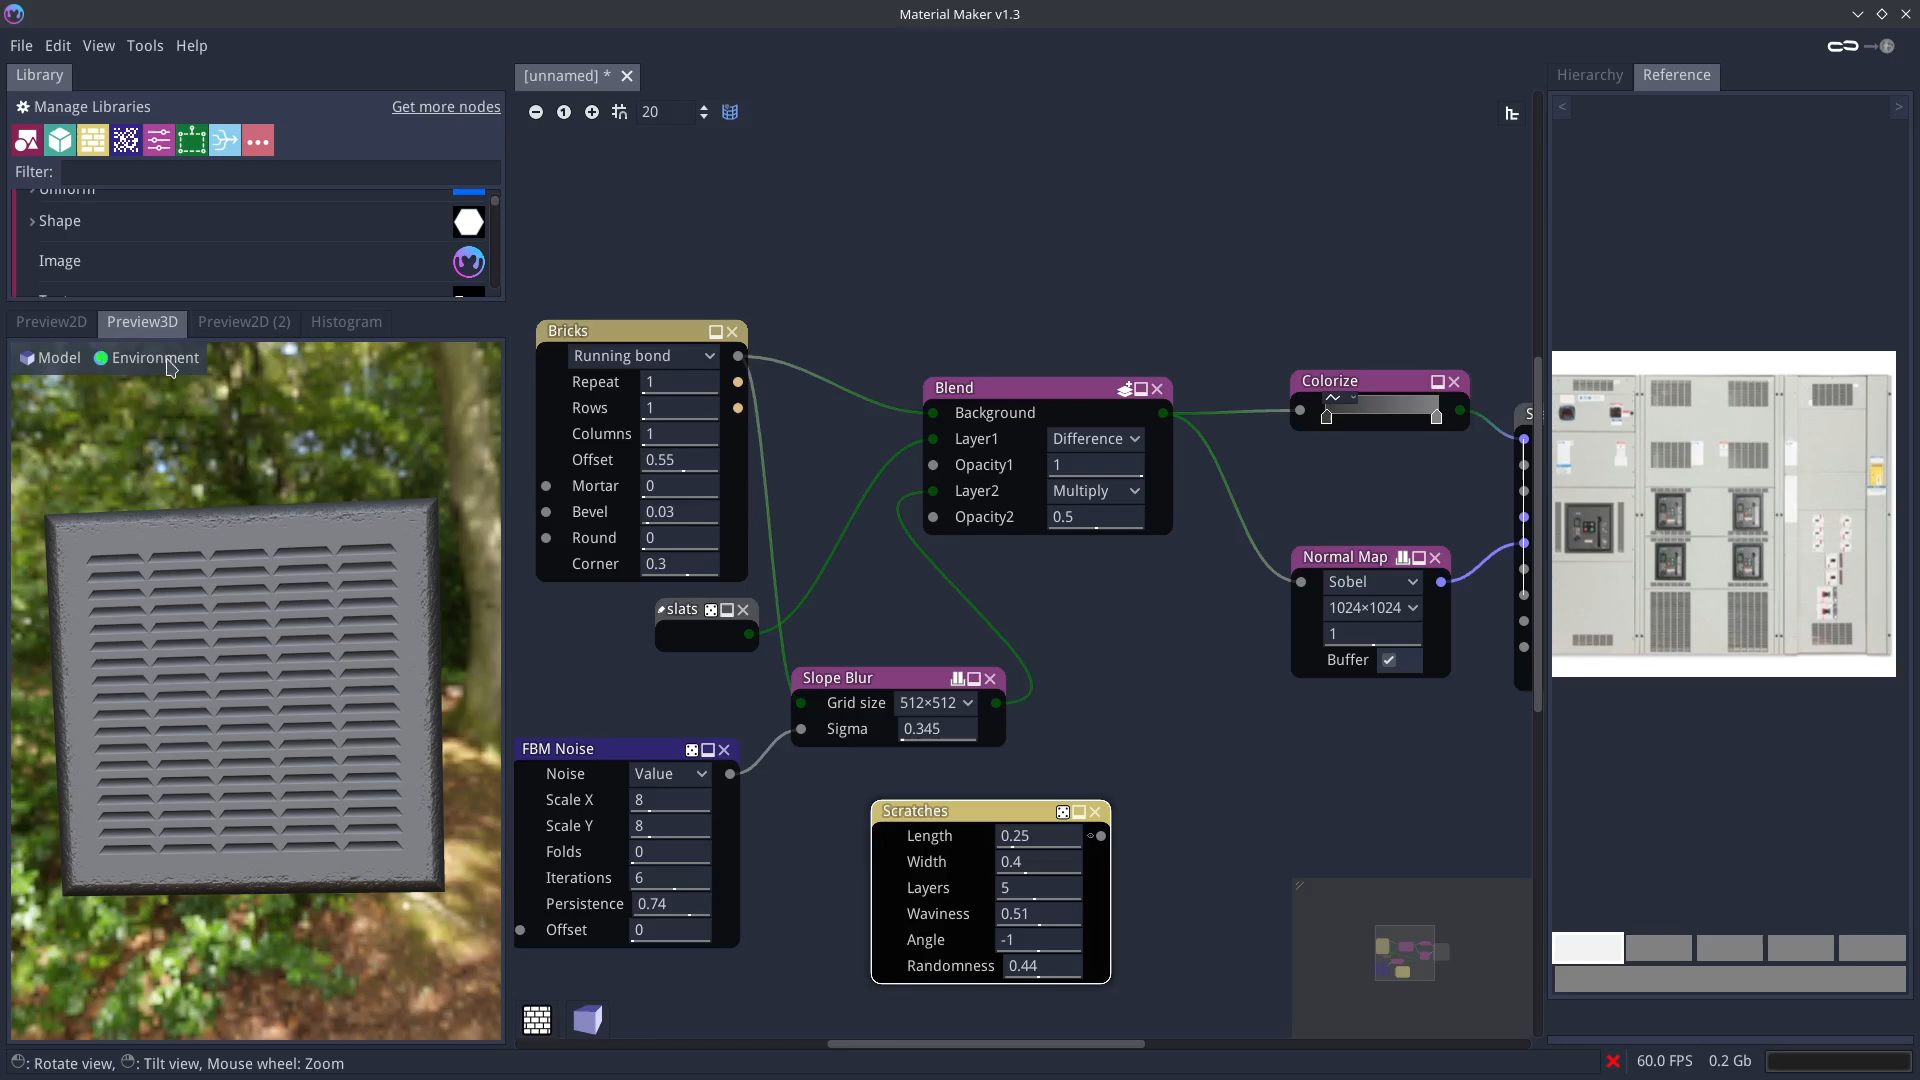 Material Maker v1.3
File Edit View Tools Help
Library
Manage Libraries
Get more nodes
Filter:
Uniform
Shape
Image
Preview2D Preview3D Preview2D (2) Histogram
Model Environment
[unnamed] *
1
20
Bricks
Running bond
Repeat 1
Rows 1
Columns 1
Offset 0.55
Mortar 0
Bevel 0.03
Round 0
Corner 0.3
slats
FBM Noise
Noise Value
Scale X 8
Scale Y 8
Folds 0
Iterations 6
Persistence 0.74
Offset 0
Slope Blur
Grid size 512×512
Sigma 0.345
Blend
Background
Layer1 Difference
Opacity1 1
Layer2 Multiply
Opacity2 0.5
Scratches
Length 0.25
Width 0.4
Layers 5
Waviness 0.51
Angle -1
Randomness 0.44
Colorize
Normal Map
Sobel
1024×1024
1
Buffer
S
Hierarchy Reference
< >
: Rotate view, : Tilt view, Mouse wheel: Zoom
60.0 FPS 0.2 Gb